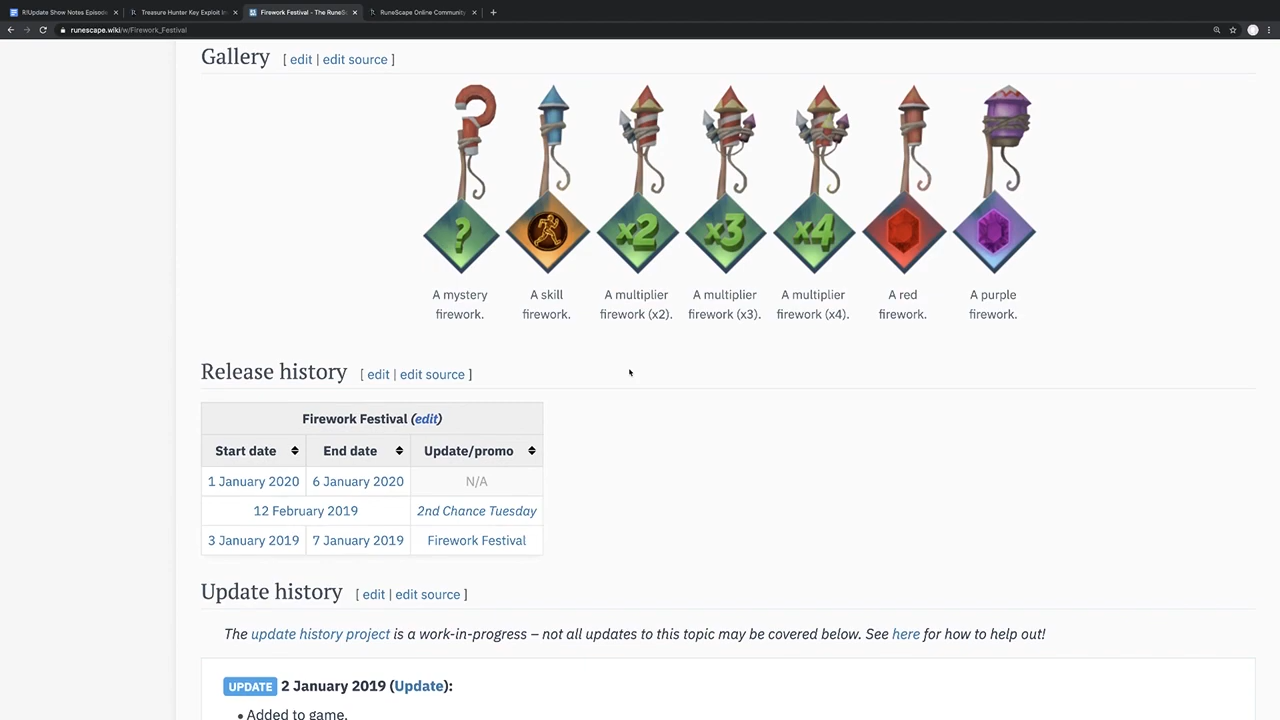 R!Update Show Notes Episode
Treasure Hunter Key Exploit In
Firework Festival - The RuneSc
RuneScape Online Community
runescape.wiki/w/Firework_Festival
Gallery [ edit | edit source ]
? x2 x3 x4
A mystery firework.
A skill firework.
A multiplier firework (x2).
A multiplier firework (x3).
A multiplier firework (x4).
A red firework.
A purple firework.
Release history [ edit | edit source ]
Firework Festival (edit)
Start date End date Update/promo
1 January 2020 6 January 2020 N/A
12 February 2019 2nd Chance Tuesday
3 January 2019 7 January 2019 Firework Festival
Update history [ edit | edit source ]
The update history project is a work-in-progress – not all updates to this topic may be covered below. See here for how to help out!
UPDATE 2 January 2019 (Update):
• Added to game.